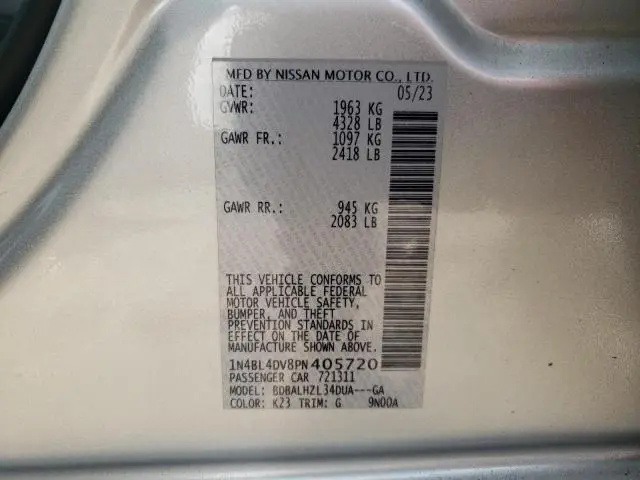 MFD BY NISSAN MOTOR CO., LTD.
DATE: 05/23
GVWR: 1963 KG
4328 LB
GAWR FR.: 1097 KG
2418 LB
GAWR RR.: 945 KG
2083 LB
THIS VEHICLE CONFORMS TO
ALL APPLICABLE FEDERAL
MOTOR VEHICLE SAFETY,
BUMPER, AND THEFT
PREVENTION STANDARDS IN
EFFECT ON THE DATE OF
MANUFACTURE SHOWN ABOVE.
1N4BL4DV8PN405720
PASSENGER CAR 721311
MODEL: BDBALHZL34DUA---GA
COLOR: K23 TRIM: G 9N00A